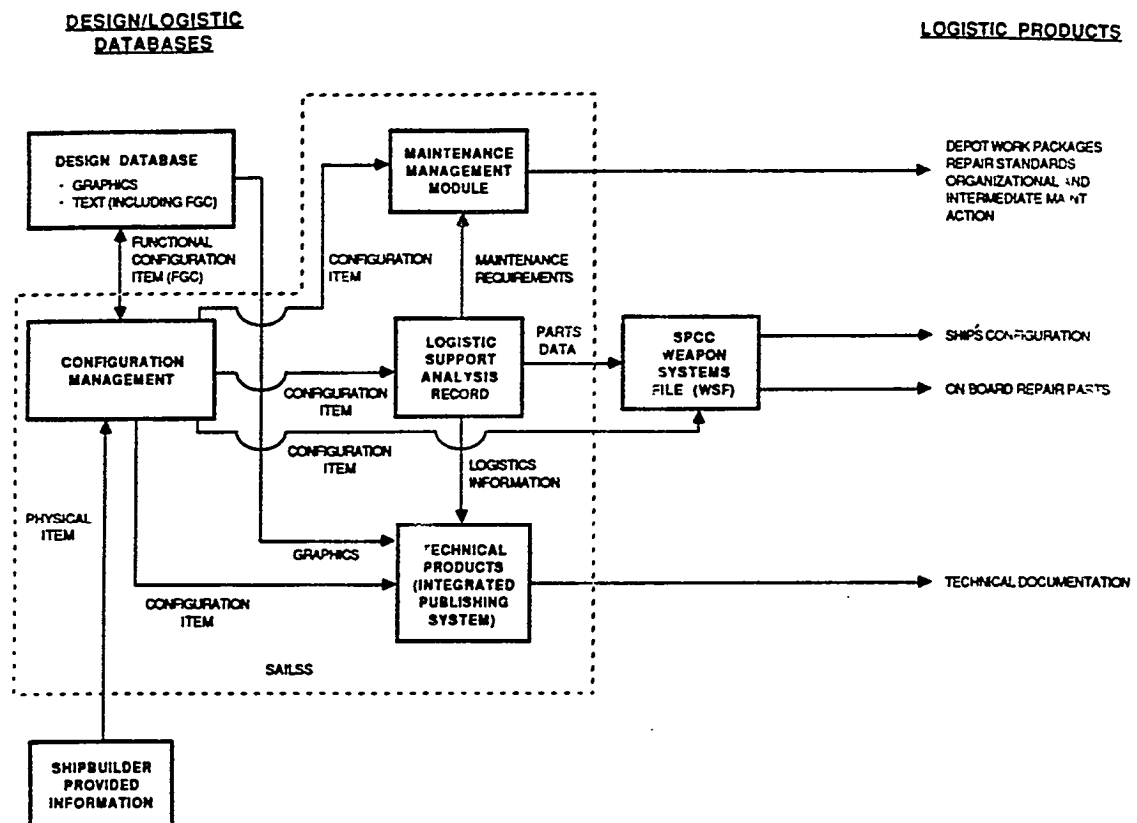 DESIGN/LOGISTIC
DATABASES
LOGISTIC PRODUCTS
DESIGN DATABASE
• GRAPHICS
• TEXT (INCLUDING FGC)
MAINTENANCE
MANAGEMENT
MODULE
DEPOT WORK PACKAGES
REPAIR STANDARDS
ORGANIZATIONAL AND
INTERMEDIATE
ACTION
FUNCTIONAL
CONFIGURATION
ITEM (FGC)
CONFIGURATION
ITEM
MAINTENANCE
REQUIREMENTS
CONFIGURATION
MANAGEMENT
CONFIGURATION
ITEM
LOGISTIC
SUPPORT
ANALYSIS
RECORD
PARTS
DATA
SPCC
WEAPON
SYSTEMS
FILE (WSF)
SHIP'S CONFIGURATION
ON BOARD REPAIR PARTS
CONFIGURATION
ITEM
LOGISTICS
INFORMATION
PHYSICAL
ITEM
GRAPHICS
CONFIGURATION
ITEM
TECHNICAL
PRODUCTS
(INTEGRATED
PUBLISHING
SYSTEM)
TECHNICAL DOCUMENTATION
SAILSS
SHIPBUILDER
PROVIDED
INFORMATION